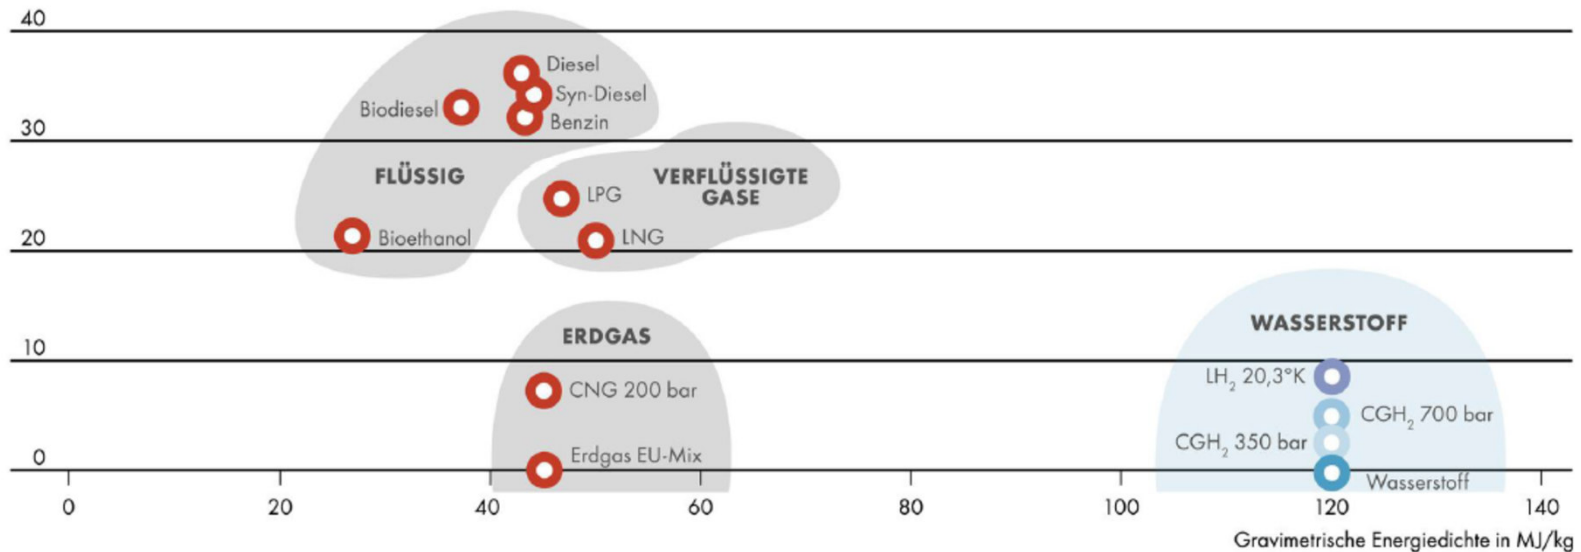 40
Diesel
Syn-Diesel
Biodiesel
Benzin
30
FLÜSSIG
VERFLÜSSIGTE
GASE
LPG
Bioethanol
LNG
20
ERDGAS
WASSERSTOFF
10
CNG 200 bar
LH₂ 20,3°K
CGH₂ 700 bar
CGH₂ 350 bar
Erdgas EU-Mix
0
Wasserstoff
0 20 40 60 80 100 120 140
Gravimetrische Energiedichte in MJ/kg